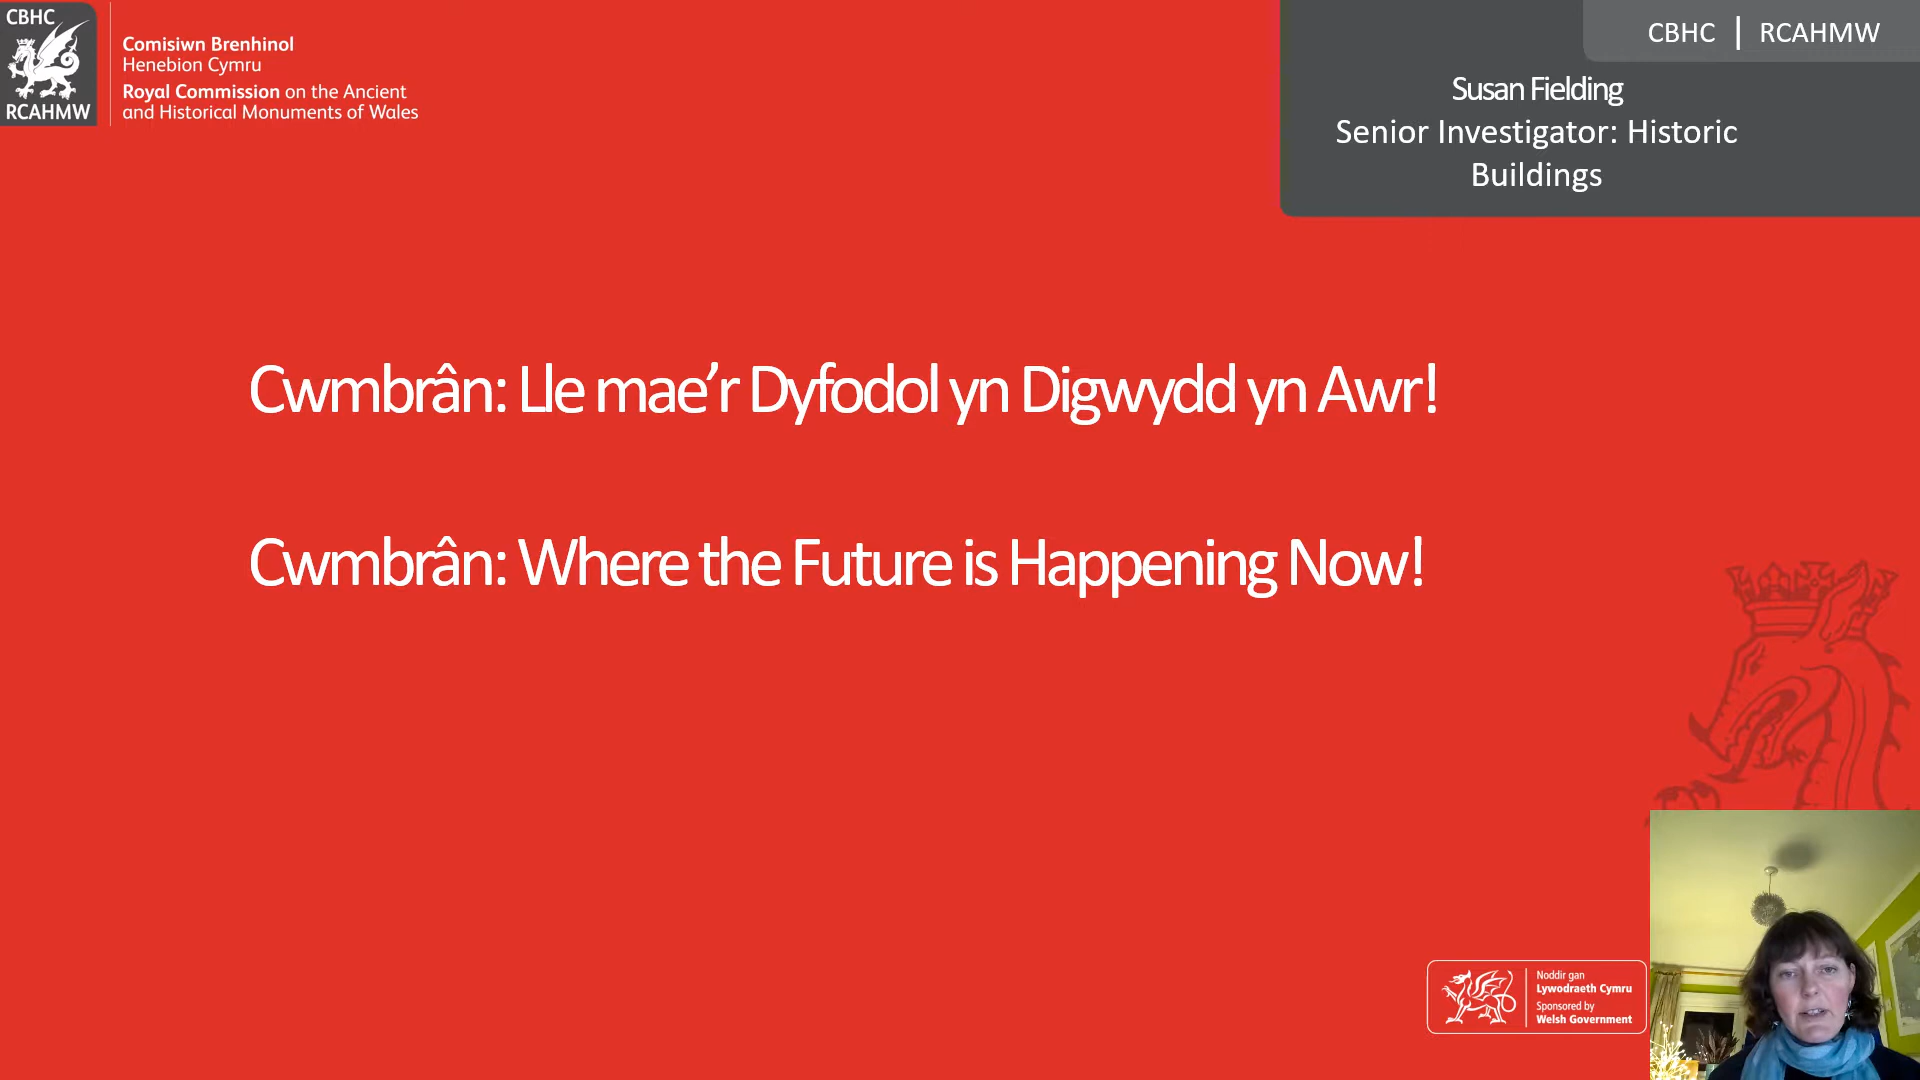 CBHC
RCAHMW
Comisiwn Brenhinol
Henebion Cymru
Royal Commission on the Ancient
and Historical Monuments of Wales
CBHC | RCAHMW
Susan Fielding
Senior Investigator: Historic
Buildings
Cwmbrân: Lle mae’r Dyfodol yn Digwydd yn Awr!
Cwmbrân: Where the Future is Happening Now!
Noddir gan
Lywodraeth Cymru
Sponsored by
Welsh Government